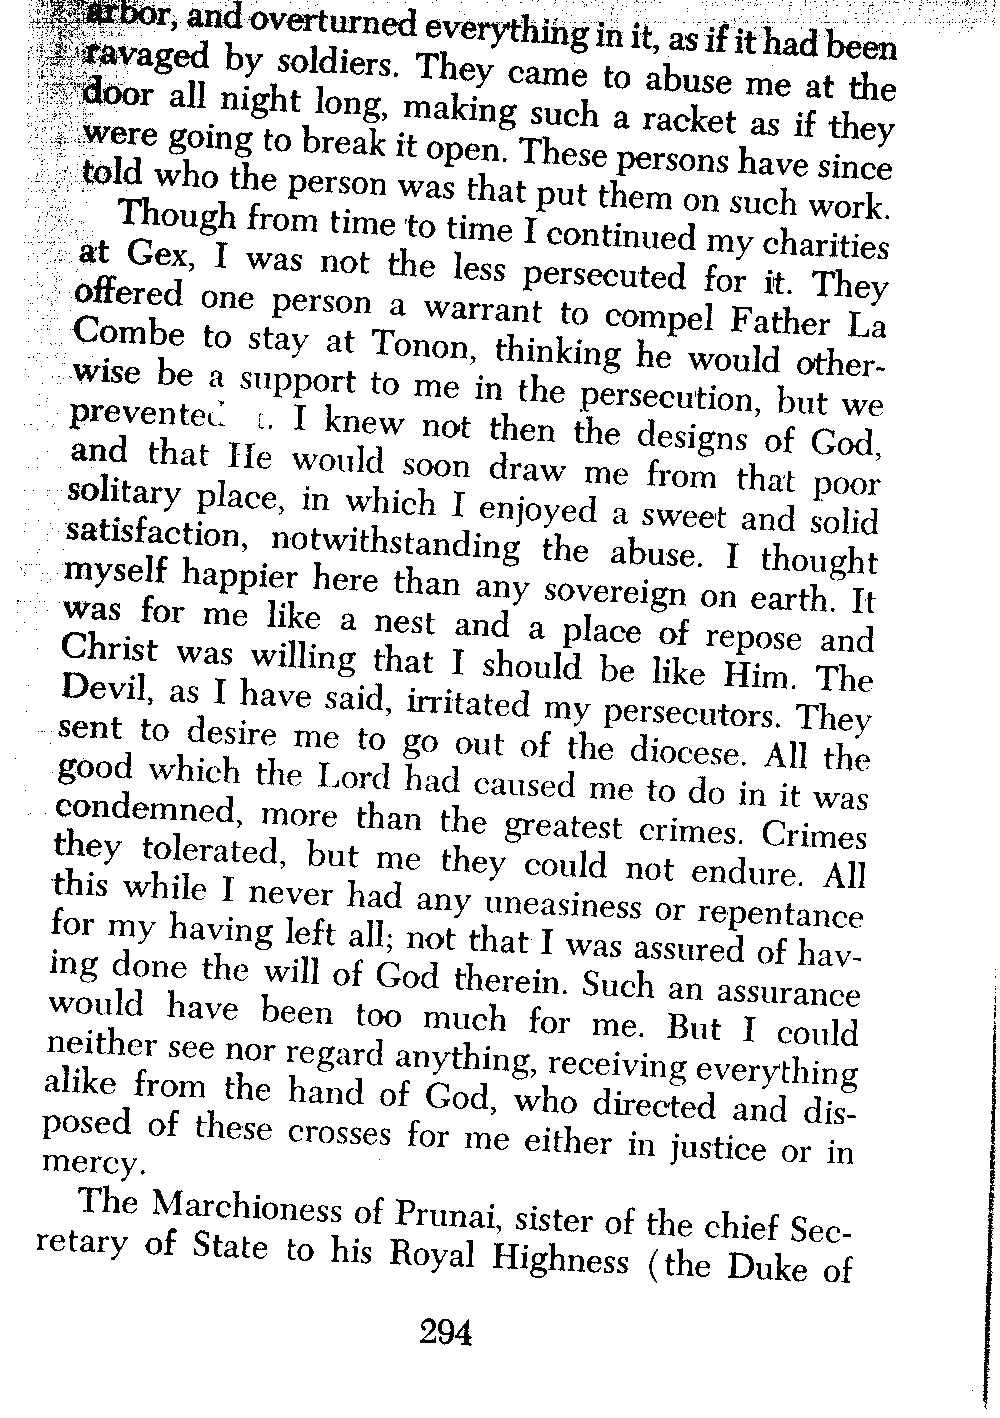 arbor, and overturned everything in it, as if it had been
ravaged by soldiers. They came to abuse me at the
door all night long, making such a racket as if they
were going to break it open. These persons have since
told who the person was that put them on such work.
Though from time to time I continued my charities
at Gex, I was not the less persecuted for it. They
offered one person a warrant to compel Father La
Combe to stay at Tonon, thinking he would other-
wise be a support to me in the persecution, but we
prevented . I knew not then the designs of God,
and that He would soon draw me from that poor
solitary place, in which I enjoyed a sweet and solid
satisfaction, notwithstanding the abuse. I thought
myself happier here than any sovereign on earth. It
was for me like a nest and a place of repose and
Christ was willing that I should be like Him. The
Devil, as I have said, irritated my persecutors. They
sent to desire me to go out of the diocese. All the
good which the Lord had caused me to do in it was
condemned, more than the greatest crimes. Crimes
they tolerated, but me they could not endure. All
this while I never had any uneasiness or repentance
for my having left all; not that I was assured of hav-
ing done the will of God therein. Such an assurance
would have been too much for me. But I could
neither see nor regard anything, receiving everything
alike from the hand of God, who directed and dis-
posed of these crosses for me either in justice or in
mercy.
The Marchioness of Prunai, sister of the chief Sec-
retary of State to his Royal Highness (the Duke of
294